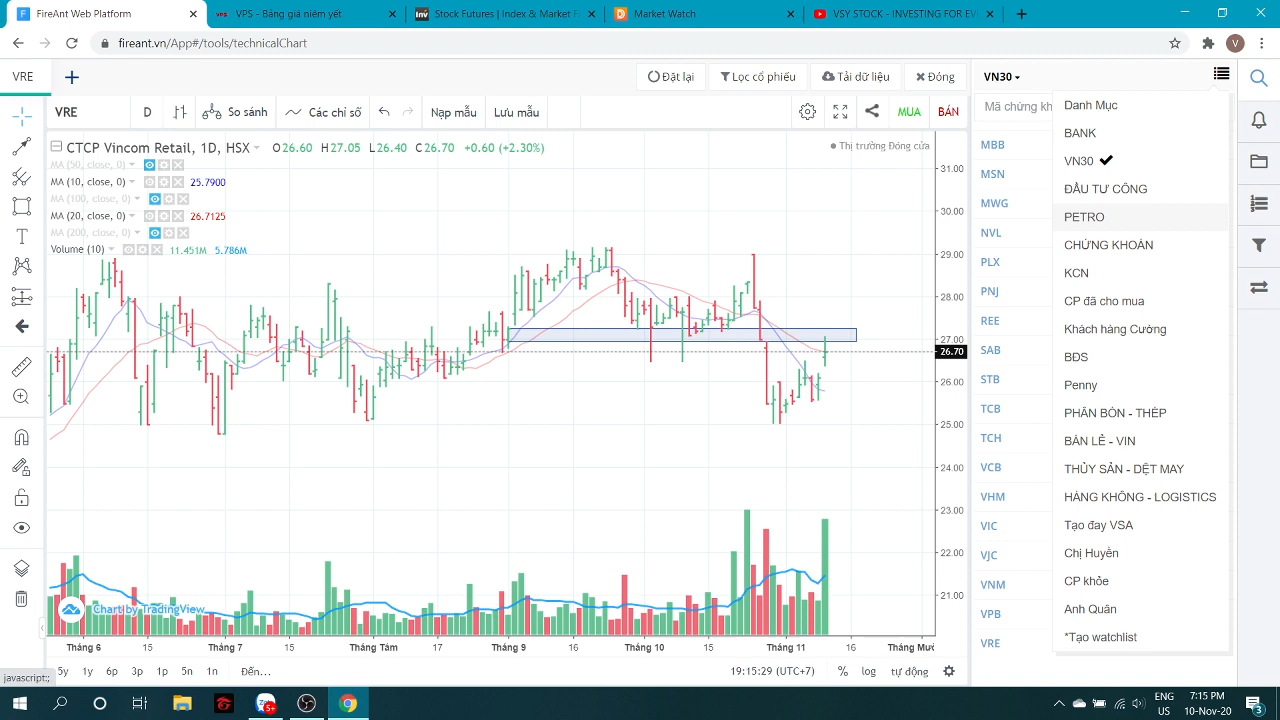 FireAnt Web Platform
VPS - Bảng giá niêm yết
Stock Futures | Index & Market F
Market Watch
VSY STOCK - INVESTING FOR EVE
fireant.vn/App#/tools/technicalChart
V
VRE
Đặt lại
Lọc cổ phiếu
Tải dữ liệu
Đóng
VN30
VRE
D
So sánh
Các chỉ số
Nạp mẫu
Lưu mẫu
MUA
BÁN
Mã chứng kh
CTCP Vincom Retail, 1D, HSX
O26.60 H27.05 L26.40 C26.70 +0.60 (+2.30%)
Thị trường Đóng cửa
MA (50, close, 0)
MA (10, close, 0) 25.7900
MA (100, close, 0)
MA (20, close, 0) 26.7125
MA (200, close, 0)
Volume (10) 11.451M 5.786M
31.00
30.00
29.00
28.00
27.00
26.70
26.00
25.00
24.00
23.00
22.00
21.00
MBB
MSN
MWG
NVL
PLX
PNJ
REE
SAB
STB
TCB
TCH
VCB
VHM
VIC
VJC
VNM
VPB
VRE
Danh Mục
BANK
VN30
ĐẦU TƯ CÔNG
PETRO
CHỨNG KHOÁN
KCN
CP đã cho mua
Khách hàng Cường
BĐS
Penny
PHÂN BÓN - THÉP
BÁN LẺ - VIN
THỦY SẢN - DỆT MAY
HÀNG KHÔNG - LOGISTICS
Tạo đay VSA
Chị Huyền
CP khỏe
Anh Quân
*Tạo watchlist
Chart by TradingView
Tháng 6 15 Tháng 7 15 Tháng Tám 17 Tháng 9 16 Tháng 10 15 Tháng 11 16 Tháng Mười
javascript:;
5y 1y 6p 3p 1p 5n 1n Đến...
19:15:29 (UTC+7) % log tự động
5+
ENG
US
7:15 PM
10-Nov-20
3